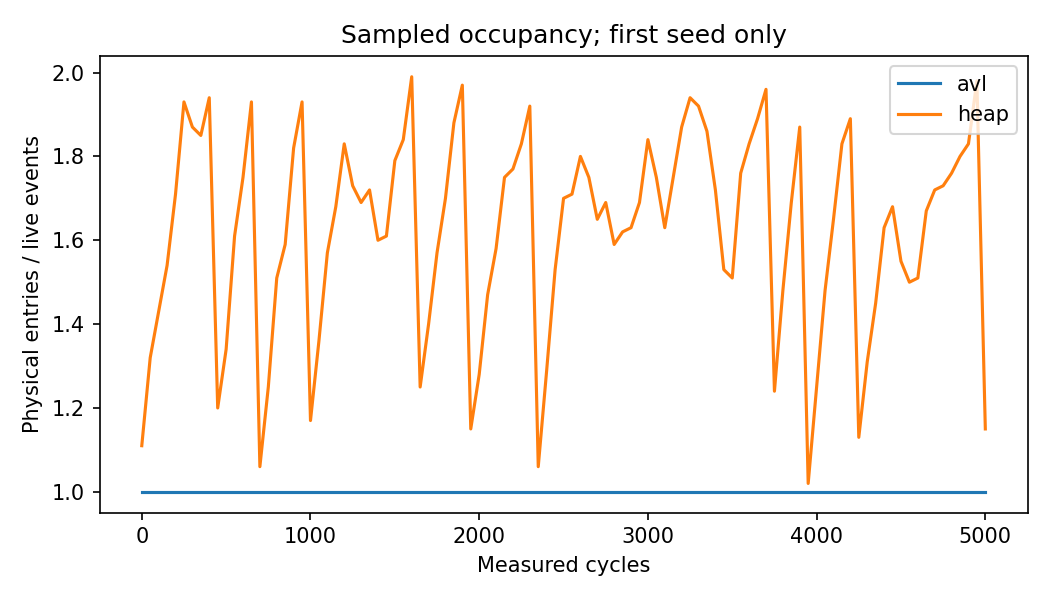 Sampled occupancy; first seed only
avl
heap
Physical entries / live events
2.0
1.8
1.6
1.4
1.2
1.0
0
1000
2000
3000
4000
5000
Measured cycles